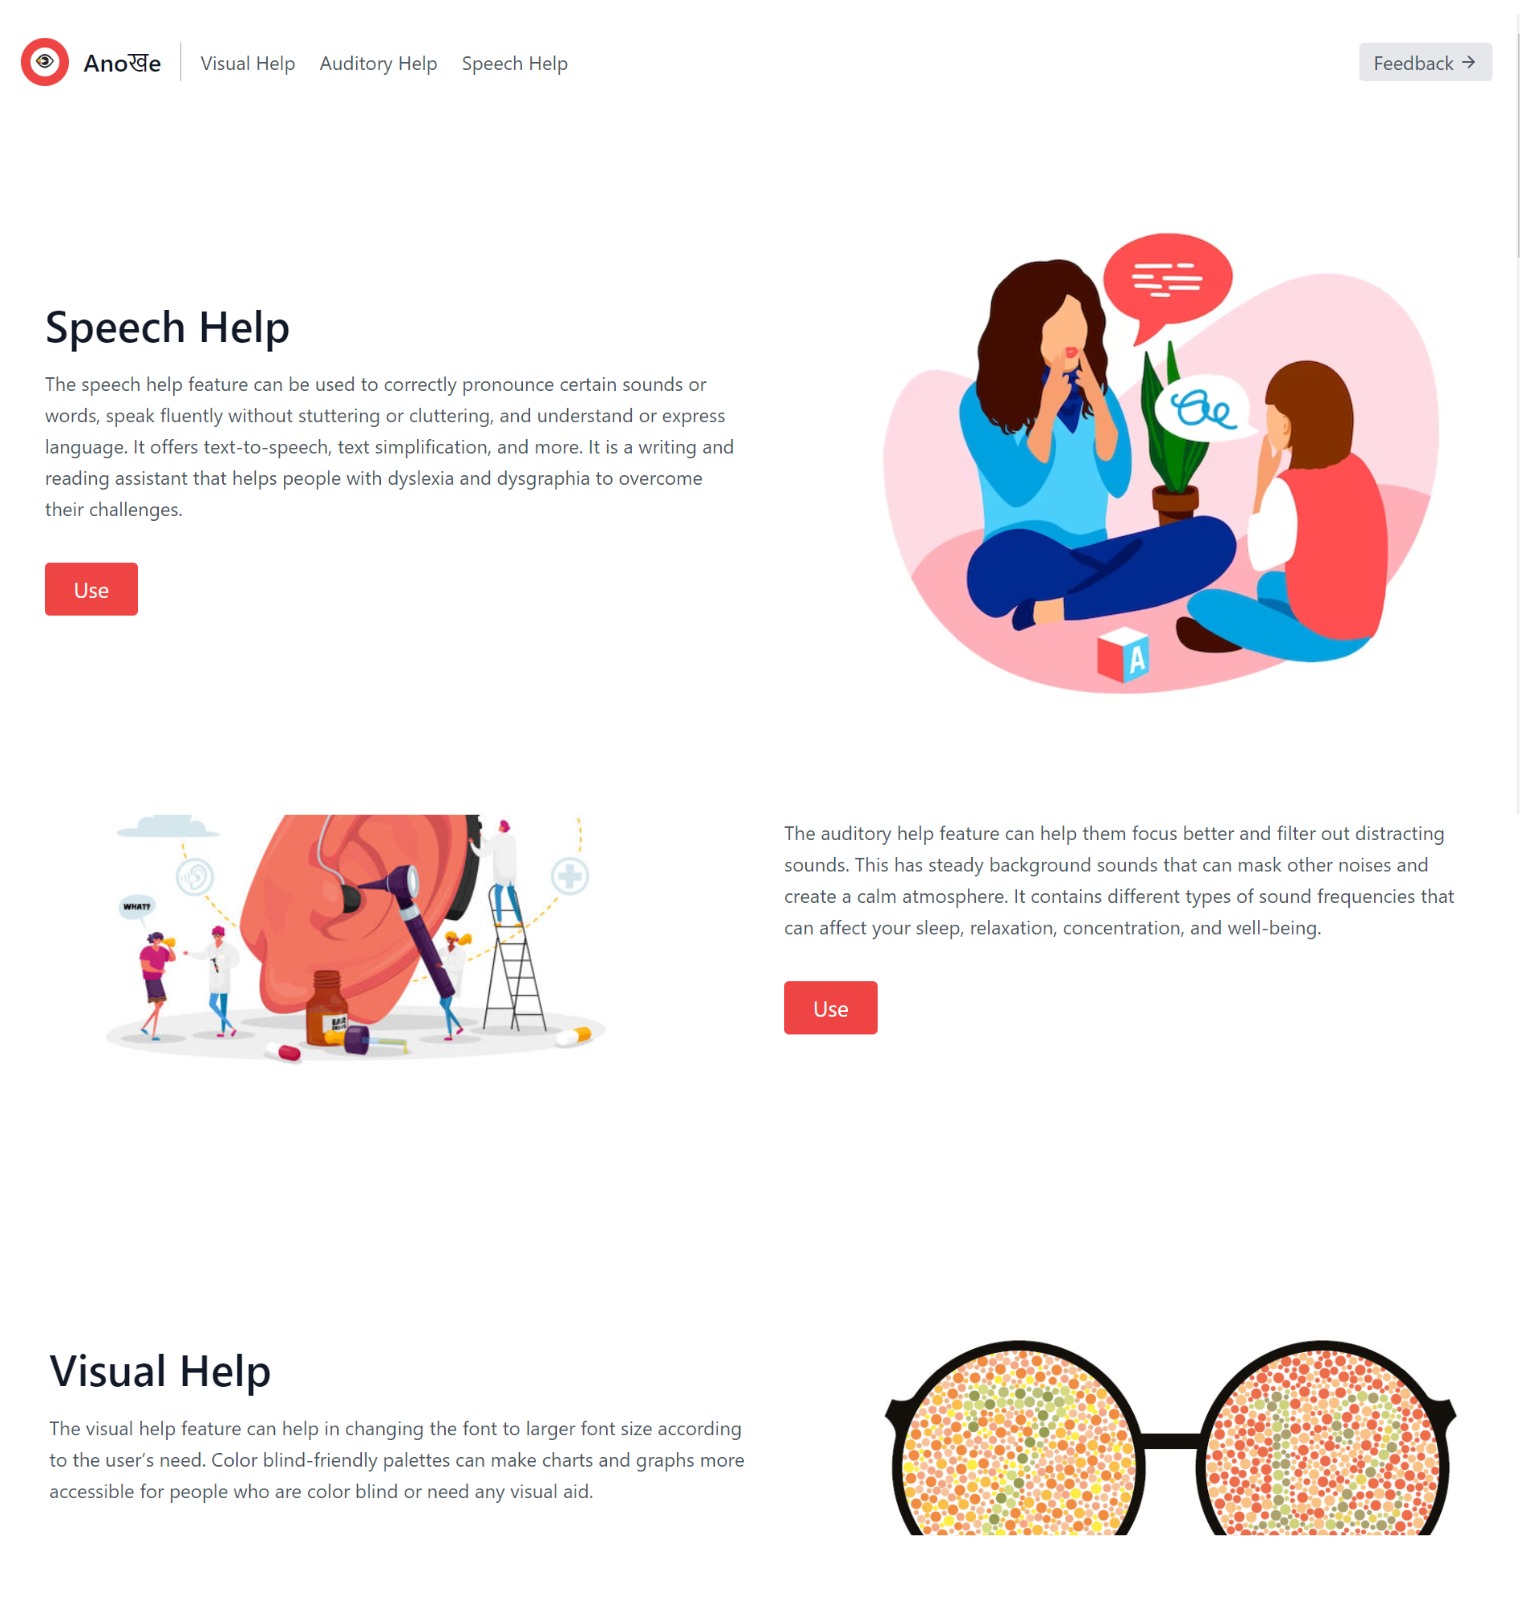 Anoखe
Visual Help
Auditory Help
Speech Help
Feedback →
Speech Help
The speech help feature can be used to correctly pronounce certain sounds or
words, speak fluently without stuttering or cluttering, and understand or express
language. It offers text-to-speech, text simplification, and more. It is a writing and
reading assistant that helps people with dyslexia and dysgraphia to overcome
their challenges.
Use
A
WHAT?
EAR
The auditory help feature can help them focus better and filter out distracting
sounds. This has steady background sounds that can mask other noises and
create a calm atmosphere. It contains different types of sound frequencies that
can affect your sleep, relaxation, concentration, and well-being.
Use
Visual Help
The visual help feature can help in changing the font to larger font size according
to the user’s need. Color blind-friendly palettes can make charts and graphs more
accessible for people who are color blind or need any visual aid.